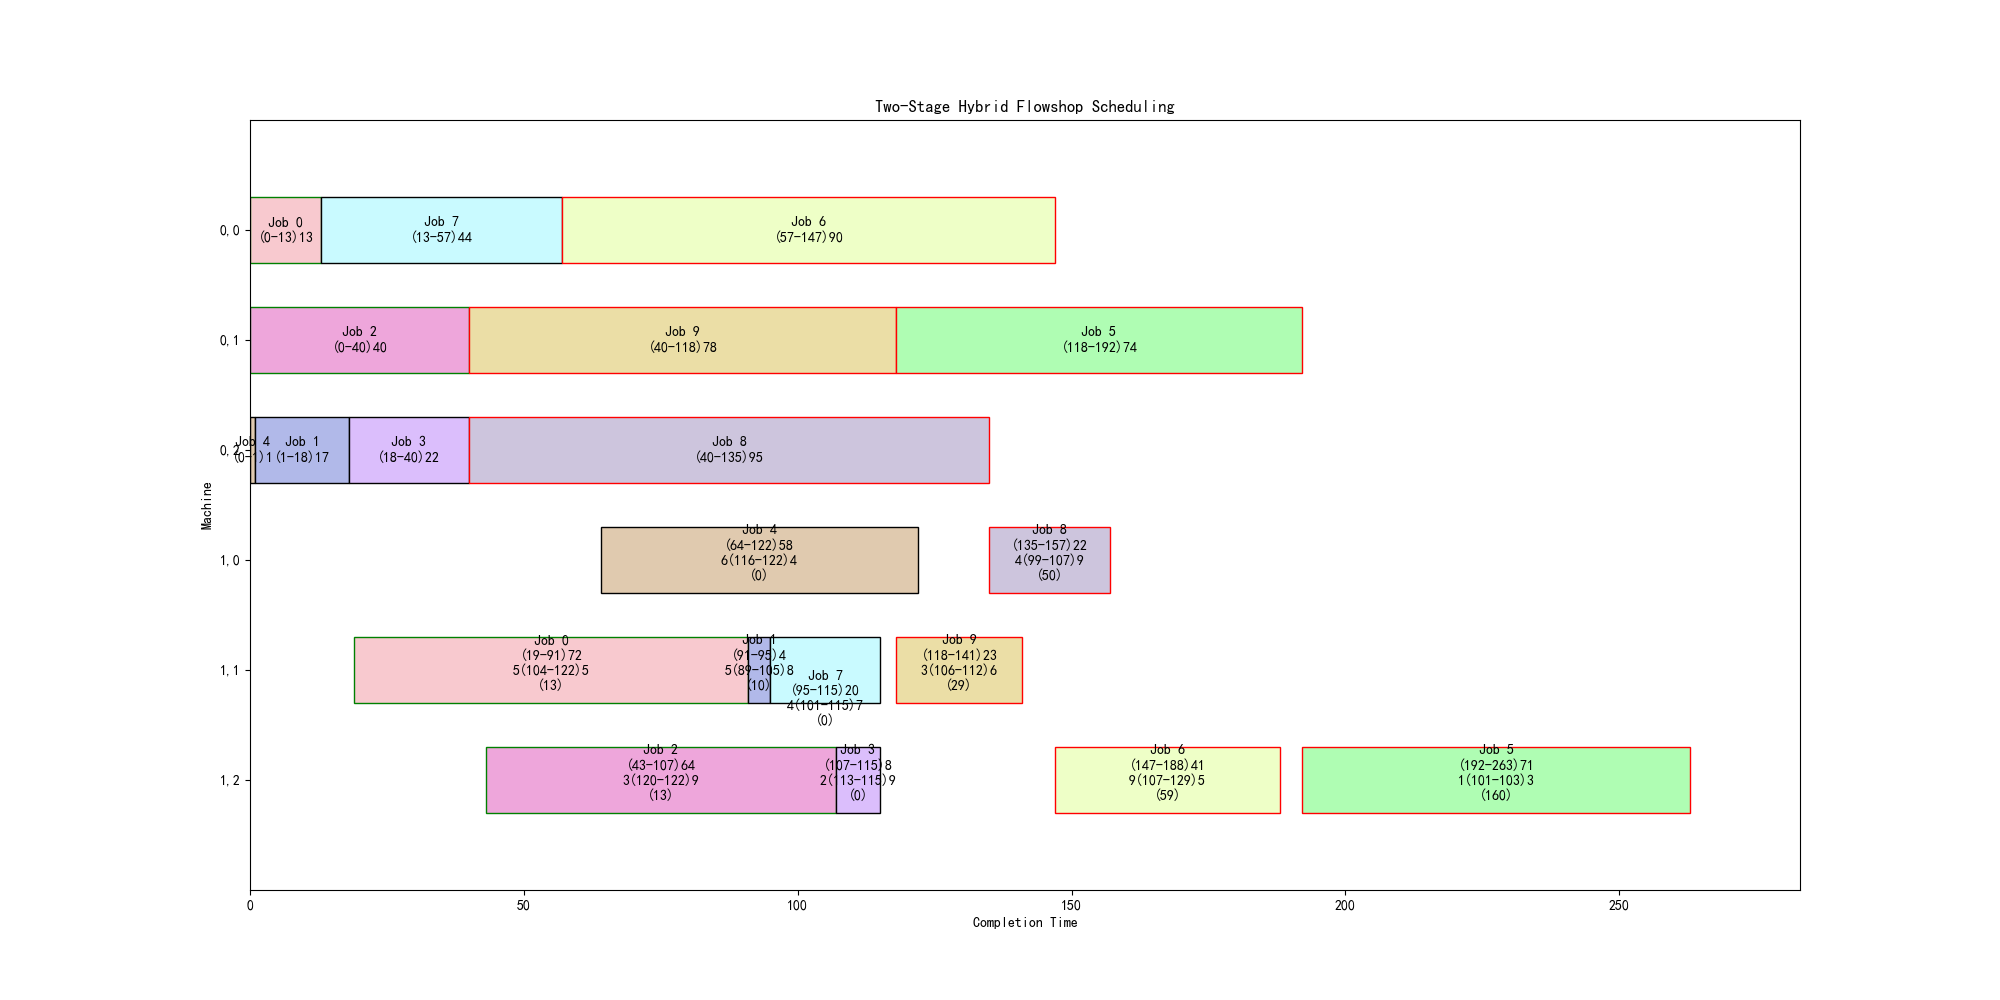 Two-Stage Hybrid Flowshop Scheduling
0,0
Job 0
(0-13)13
Job 7
(13-57)44
Job 6
(57-147)90
0,1
Job 2
(0-40)40
Job 9
(40-118)78
Job 5
(118-192)74
0,2
Job 4
(0-1)1
Job 1
(1-18)17
Job 3
(18-40)22
Job 8
(40-135)95
Machine
1,0
Job 4
(64-122)58
6(116-122)4
(0)
Job 8
(135-157)22
4(99-107)9
(50)
1,1
Job 0
(19-91)72
5(104-122)5
(13)
Job 1
(91-95)4
5(89-105)8
(10)
Job 7
(95-115)20
4(101-115)7
(0)
Job 9
(118-141)23
3(106-112)6
(29)
1,2
Job 2
(43-107)64
3(120-122)9
(13)
Job 3
(107-115)8
2(113-115)9
(0)
Job 6
(147-188)41
9(107-129)5
(59)
Job 5
(192-263)71
1(101-103)3
(160)
0
50
100
150
200
250
Completion Time